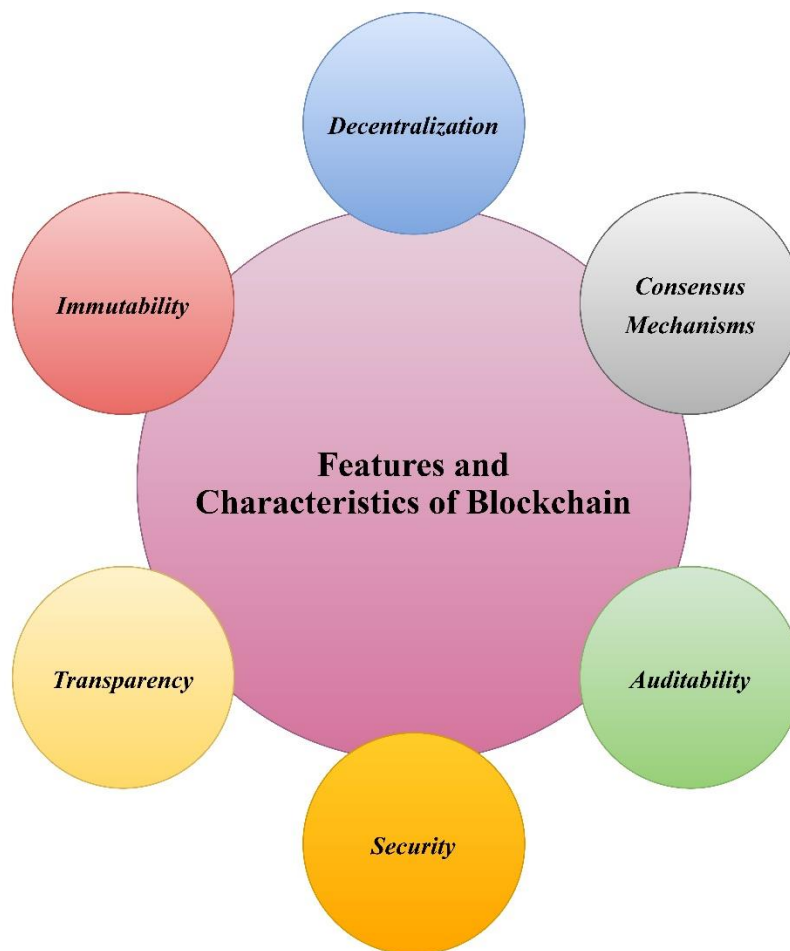 Decentralization
Immutability
Consensus
Mechanisms
Features and
Characteristics of Blockchain
Transparency
Auditability
Security